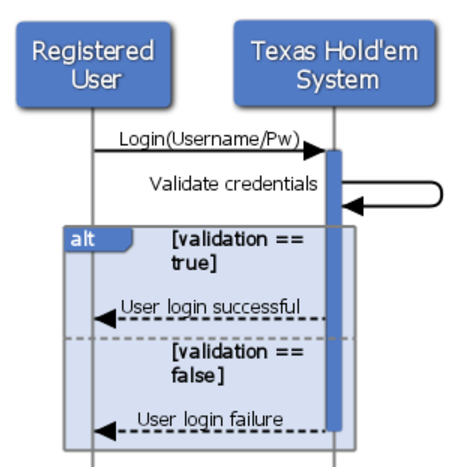 Registered
User
Texas Hold'em
System
Login(Username/Pw)
Validate credentials
alt
[validation ==
true]
User login successful
[validation ==
false]
User login failure